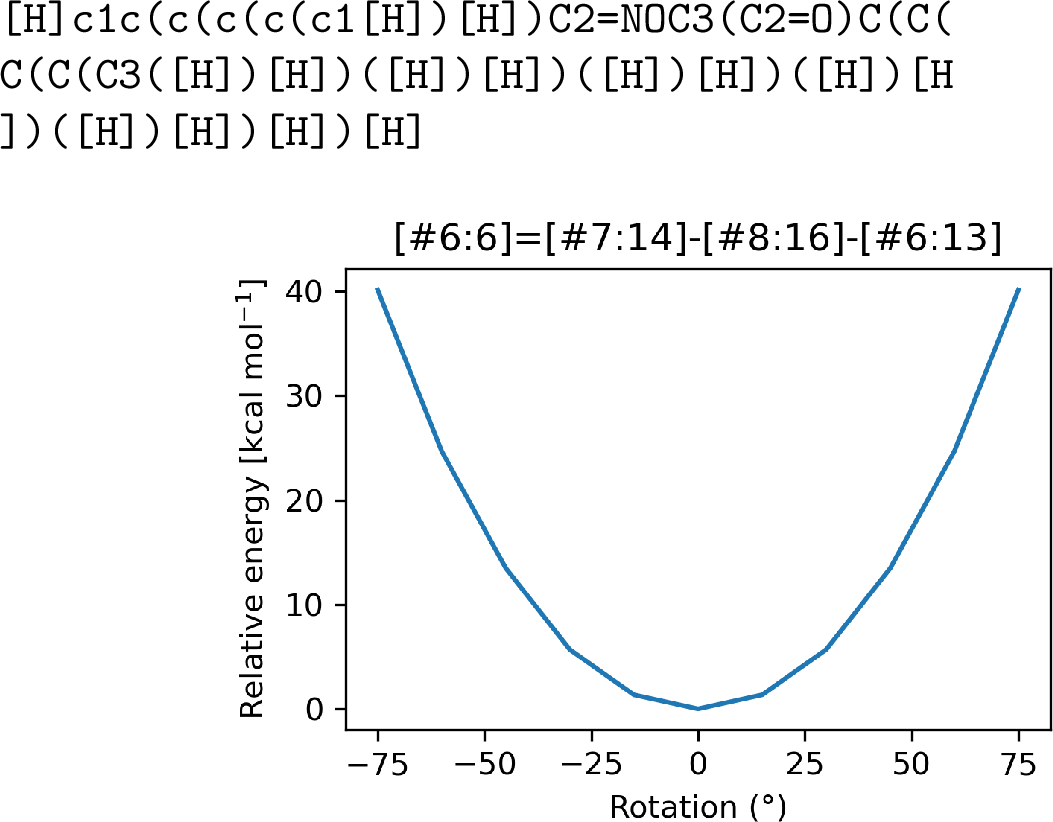 [H]c1c(c(c(c(c1[H])[H])C2=NOC3(C2=O)C(C(
C(C(C3([H])[H])([H])[H])([H])[H])([H])[H
])([H])[H])[H])[H]
[#6:6]=[#7:14]-[#8:16]-[#6:13]
Relative energy [kcal mol⁻¹]
40
30
20
10
0
−75 −50 −25 0 25 50 75
Rotation (°)